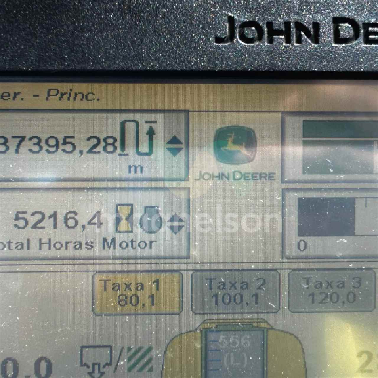 JOHN DE
er. - Princ.
37395,28
m
JOHN DEERE
5216,4
otal Horas Motor
0
Taxa 1 Taxa 2 Taxa 3
80,1 100,1 120,0
556
(L)
0,0 / 2